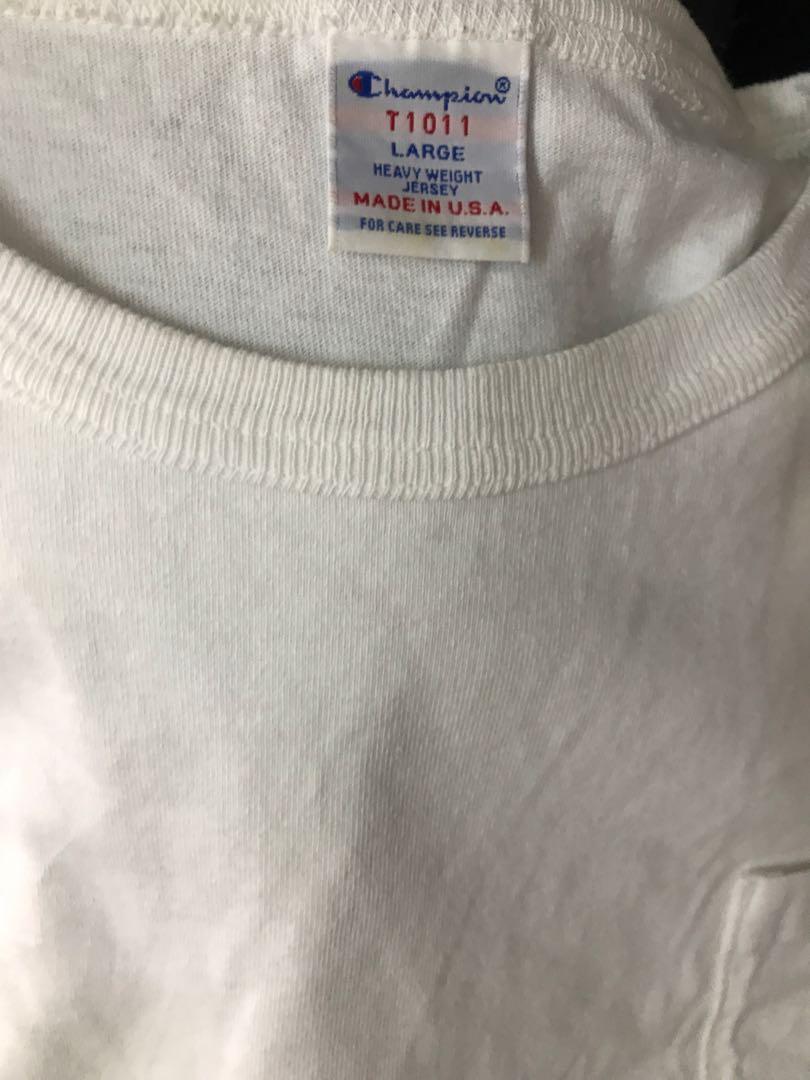 Champion®
T1011
LARGE
HEAVY WEIGHT
JERSEY
MADE IN U.S.A.
FOR CARE SEE REVERSE